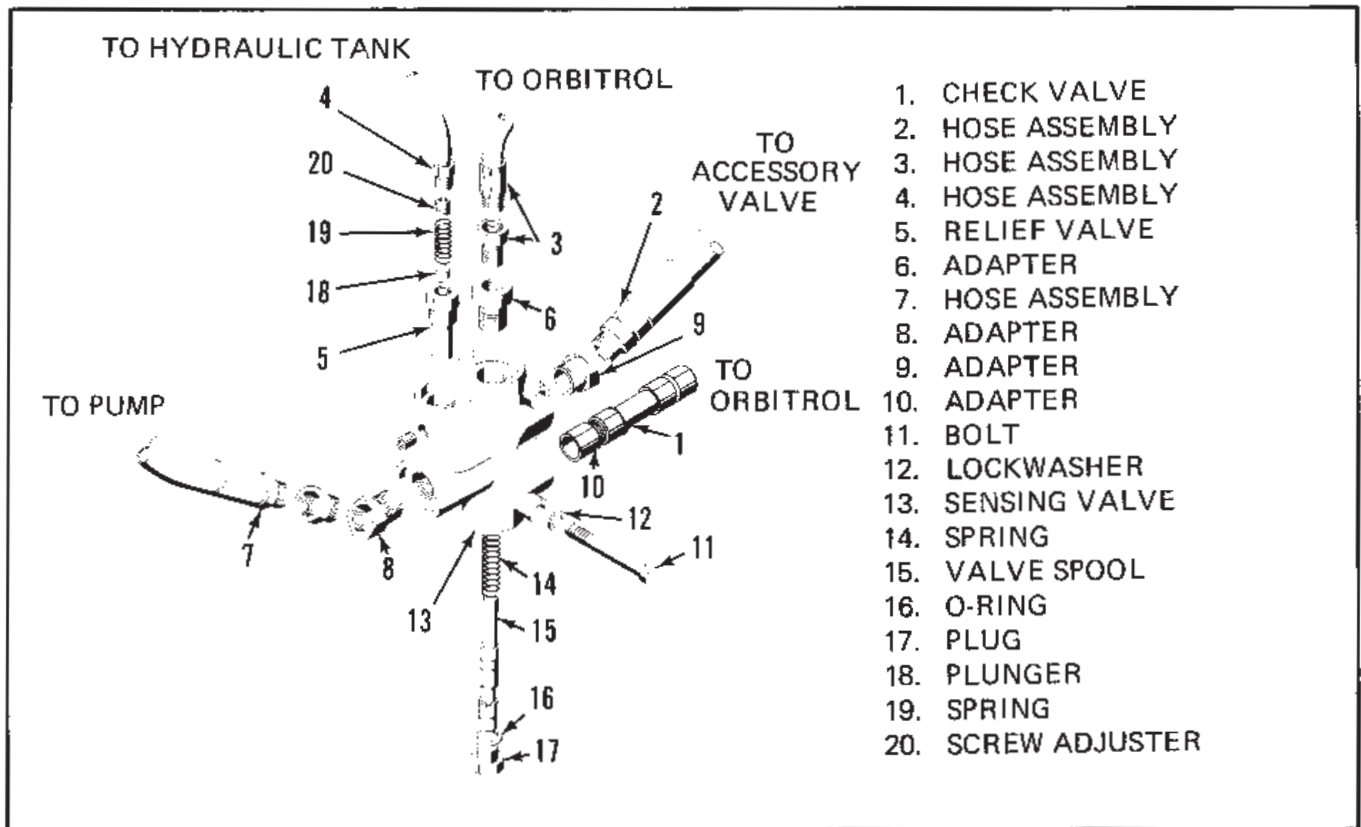 TO HYDRAULIC TANK
TO ORBITROL
TO
ACCESSORY
VALVE
4
20
19
18
5
3
6
2
9
TO
ORBITROL
TO PUMP
1
10
7
8
12
11
13
14
15
16
17
1. CHECK VALVE
2. HOSE ASSEMBLY
3. HOSE ASSEMBLY
4. HOSE ASSEMBLY
5. RELIEF VALVE
6. ADAPTER
7. HOSE ASSEMBLY
8. ADAPTER
9. ADAPTER
10. ADAPTER
11. BOLT
12. LOCKWASHER
13. SENSING VALVE
14. SPRING
15. VALVE SPOOL
16. O-RING
17. PLUG
18. PLUNGER
19. SPRING
20. SCREW ADJUSTER